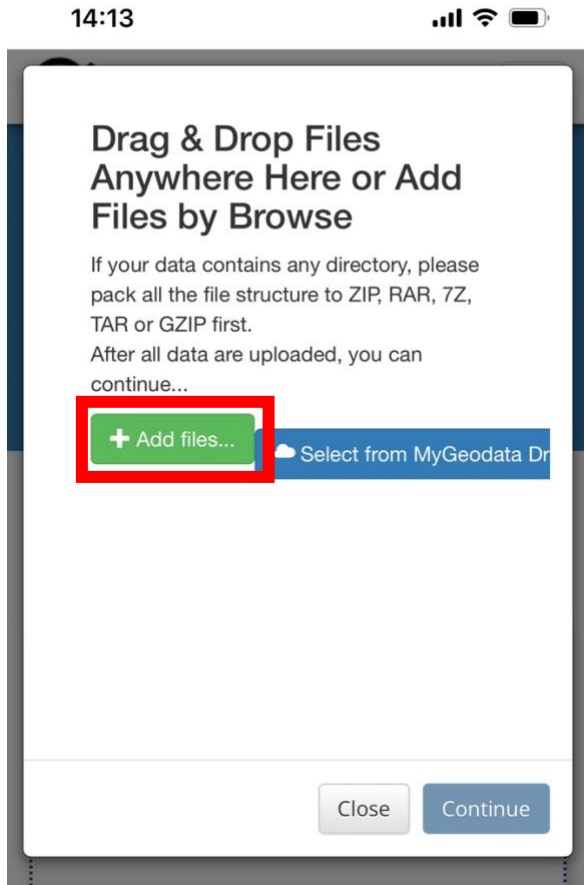 14:13
Drag & Drop Files
Anywhere Here or Add
Files by Browse
If your data contains any directory, please
pack all the file structure to ZIP, RAR, 7Z,
TAR or GZIP first.
After all data are uploaded, you can
continue...
Add files...
Select from MyGeodata Dr
Close
Continue